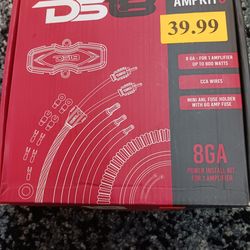 DS18
AMPKIT8
39.99
8 GA - FOR 1 AMPLIFIER
UP TO 800 WATTS
CCA WIRES
MINI ANL FUSE HOLDER
WITH 60 AMP FUSE
8GA
POWER INSTALL KIT
FOR 1 AMPLIFIER